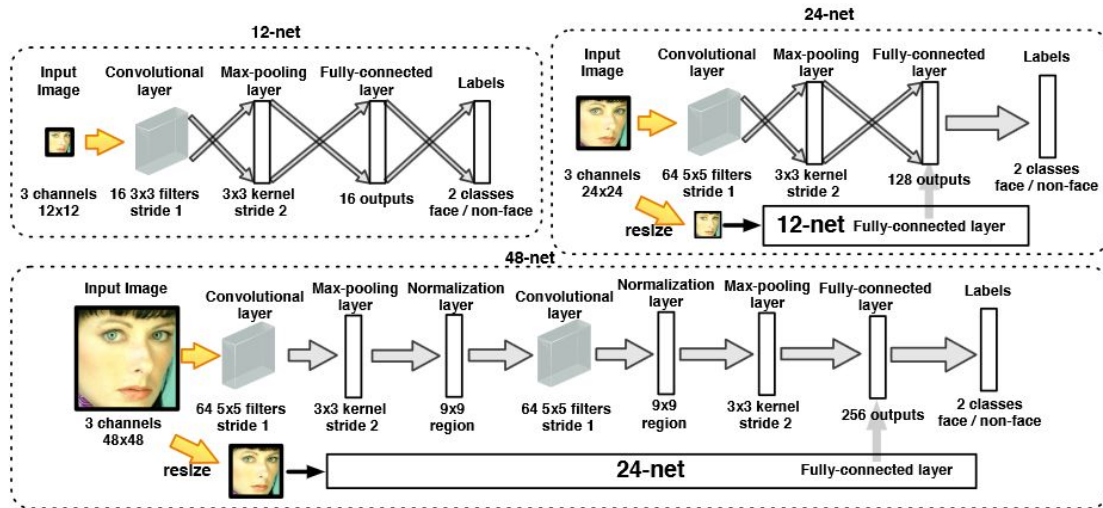 12-net
Input
Image
Convolutional
layer
Max-pooling
layer
Fully-connected
layer
Labels
3 channels
12x12
16 3x3 filters
stride 1
3x3 kernel
stride 2
16 outputs
2 classes
face / non-face
24-net
Input
Image
Convolutional
layer
Max-pooling
layer
Fully-connected
layer
Labels
3 channels
24x24
64 5x5 filters
stride 1
3x3 kernel
stride 2
128 outputs
2 classes
face / non-face
resize
12-net Fully-connected layer
48-net
Input Image
Convolutional
layer
Max-pooling
layer
Normalization
layer
Convolutional
layer
Normalization
layer
Max-pooling
layer
Fully-connected
layer
Labels
3 channels
48x48
64 5x5 filters
stride 1
3x3 kernel
stride 2
9x9
region
64 5x5 filters
stride 1
9x9
region
3x3 kernel
stride 2
256 outputs
2 classes
face / non-face
resize
24-net Fully-connected layer